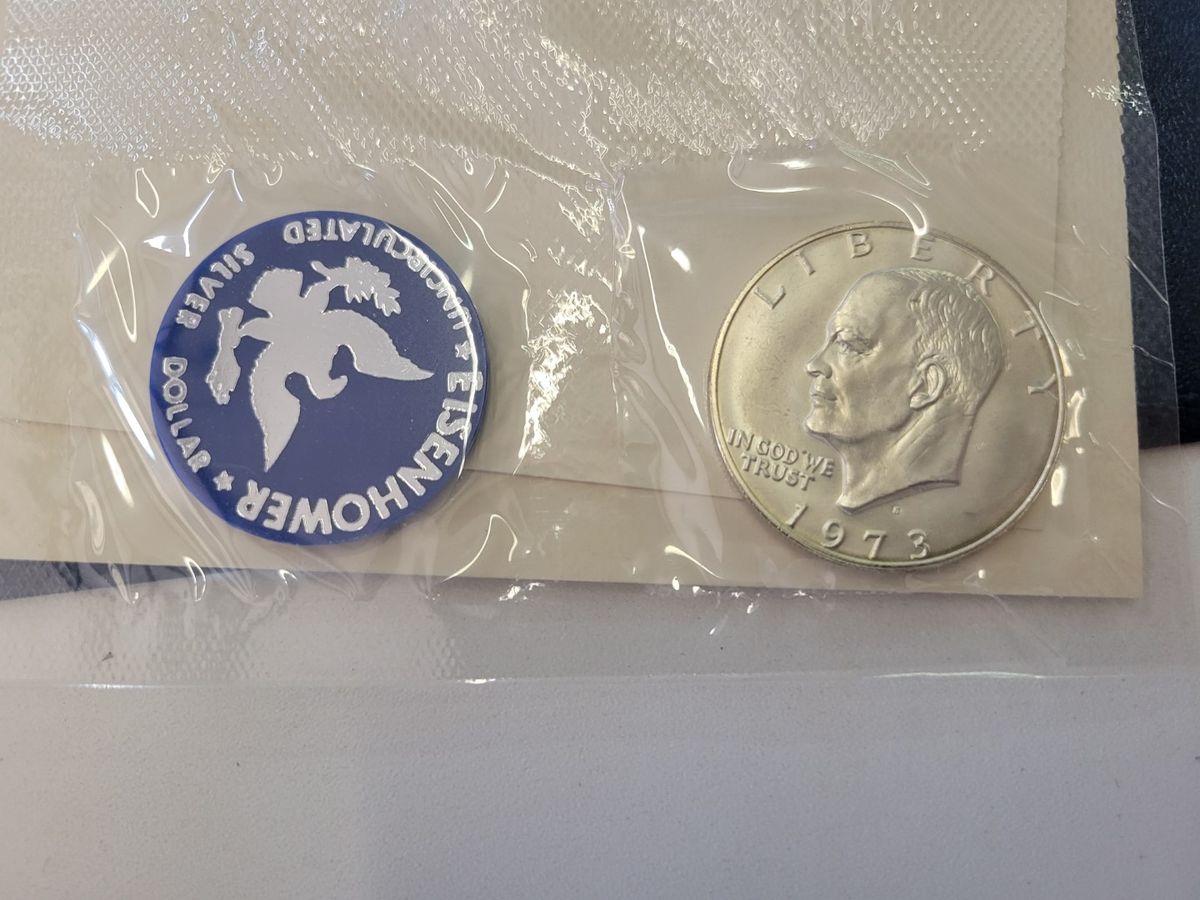 EISENHOWER
UNCIRCULATED
SILVER DOLLAR
LIBERTY
IN GOD WE
TRUST
S
1973